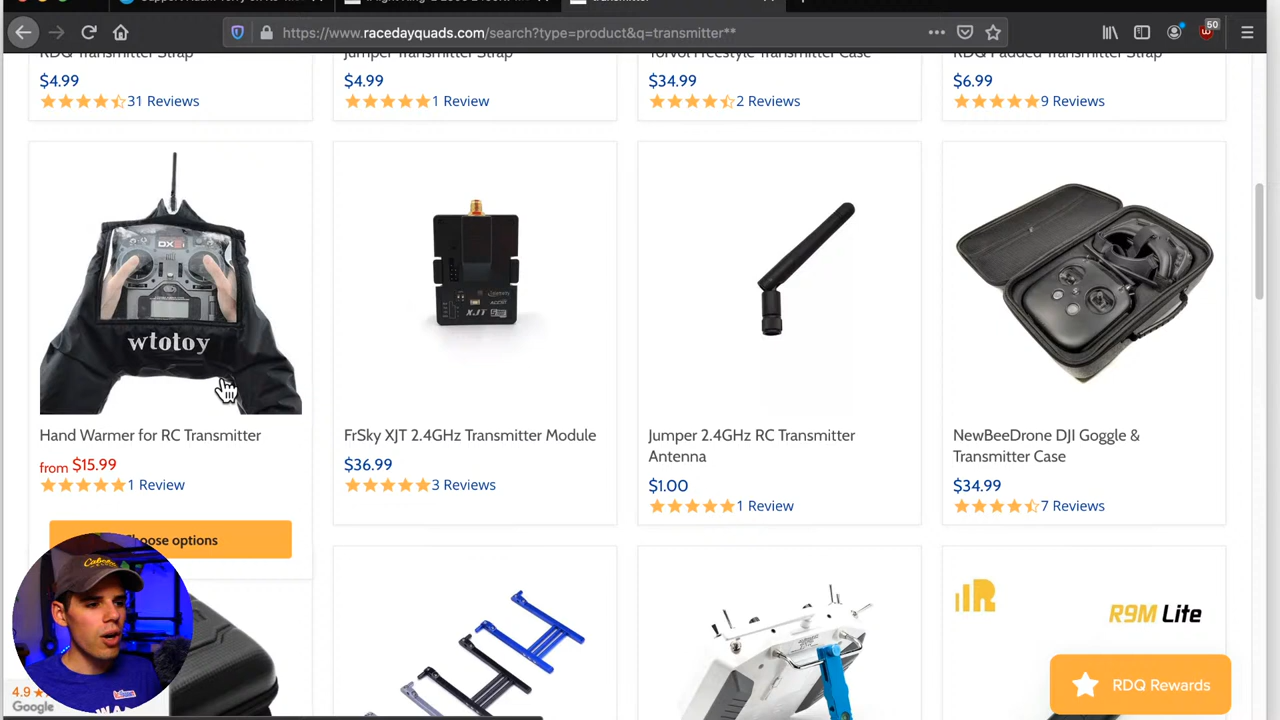 https://www.racedayquads.com/search?type=product&q=transmitter**
50
RDQ Transmitter Strap
Jumper Transmitter Strap
Torvol Freestyle Transmitter Case
RDQ Padded Transmitter Strap
$4.99
$4.99
$34.99
$6.99
31 Reviews
1 Review
2 Reviews
9 Reviews
DX6i
wtotoy
XJT
Hand Warmer for RC Transmitter
FrSky XJT 2.4GHz Transmitter Module
Jumper 2.4GHz RC Transmitter
Antenna
NewBeeDrone DJI Goggle &
Transmitter Case
from $15.99
$36.99
$1.00
$34.99
1 Review
3 Reviews
1 Review
7 Reviews
Choose options
R9M Lite
RDQ Rewards
4.9 ★
Google